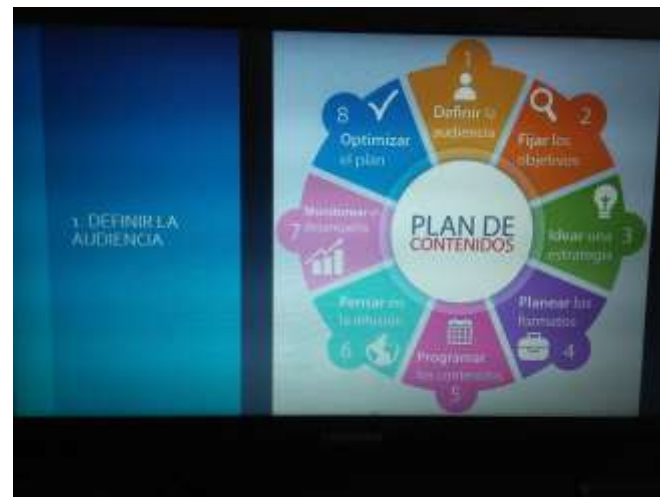 1. DEFINIR LA
AUDIENCIA
PLAN DE
CONTENIDOS
1
Definir la
audiencia
2
Fijar los
objetivos
3
Idear una
estrategia
4
Planear los
formatos
5
Programar
los contenidos
6
Pensar en
la difusión
7
Monitorear el
desempeño
8
Optimizar
el plan